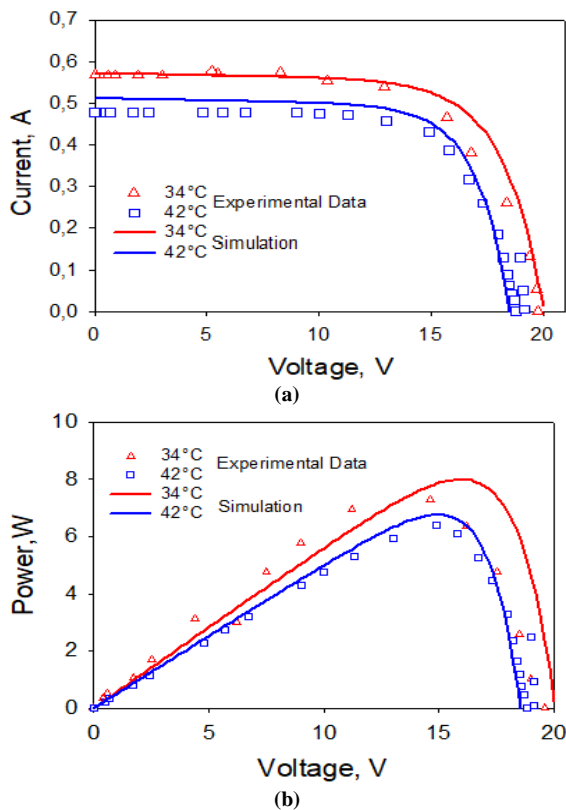 0,7
0,6
0,5
0,4
0,3
0,2
0,1
0,0
Current, A
34°C
42°C
Experimental Data
34°C
42°C
Simulation
0 5 10 15 20
Voltage, V
(a)
10
8
6
4
2
0
Power,W
34°C
42°C
Experimental Data
34°C
42°C
Simulation
0 5 10 15 20
Voltage, V
(b)